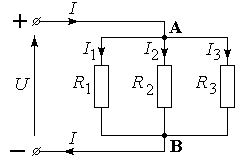 + I A
I₁ I₂ I₃
U R₁ R₂ R₃
− I B